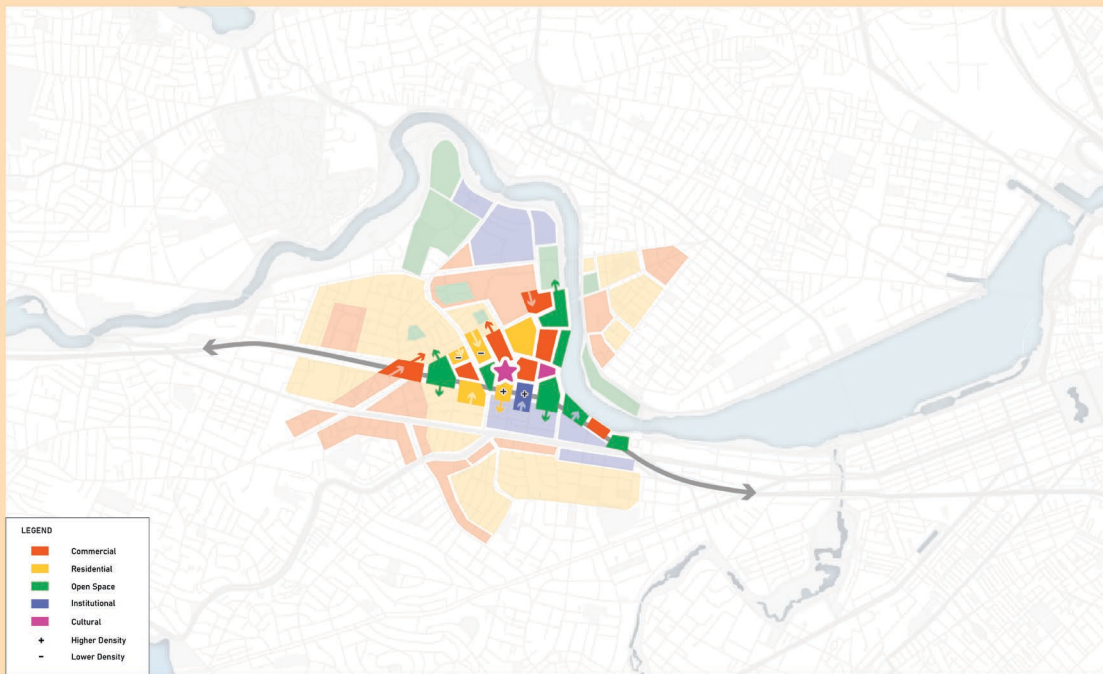 LEGEND
Commercial
Residential
Open Space
Institutional
Cultural
+ Higher Density
- Lower Density